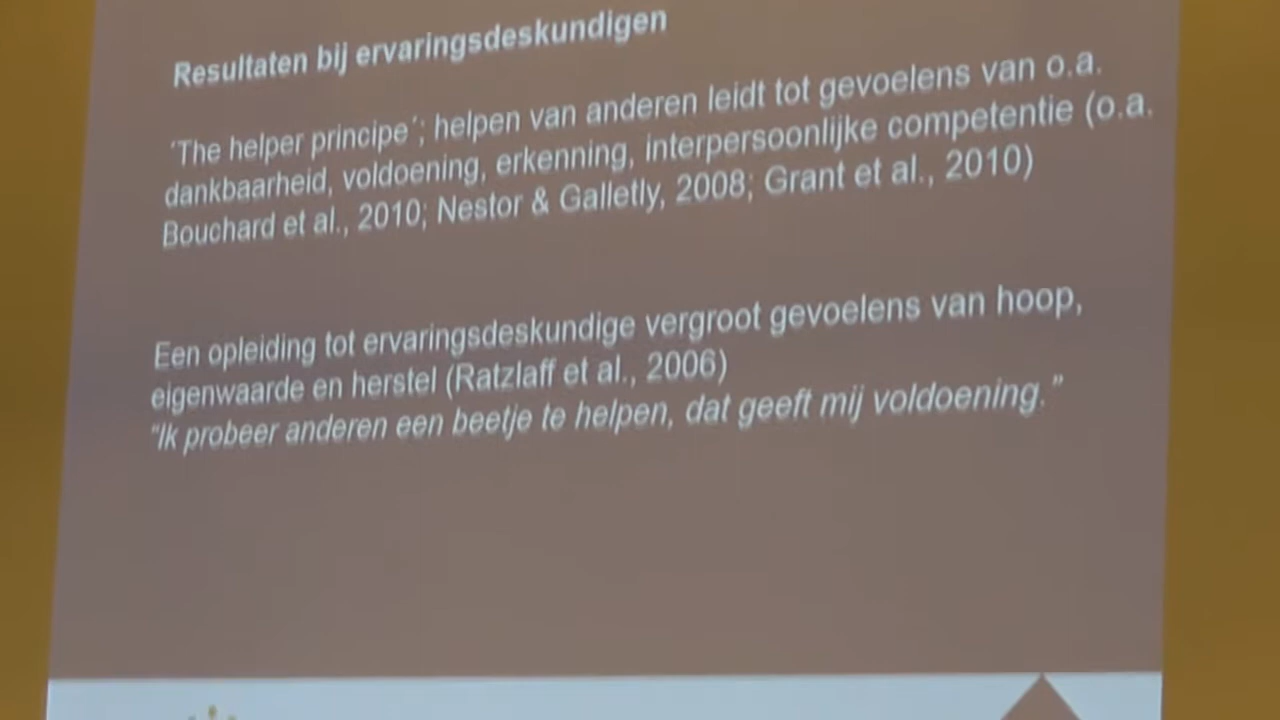 Resultaten bij ervaringsdeskundigen
´The helper principe´; helpen van anderen leidt tot gevoelens van o.a.
dankbaarheid, voldoening, erkenning, interpersoonlijke competentie (o.a.
Bouchard et al., 2010; Nestor & Galletly, 2008; Grant et al., 2010)
Een opleiding tot ervaringsdeskundige vergroot gevoelens van hoop,
eigenwaarde en herstel (Ratzlaff et al., 2006)
“Ik probeer anderen een beetje te helpen, dat geeft mij voldoening.”